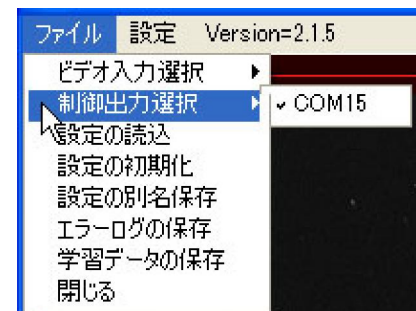 ファイル 設定 Version=2.1.5
ビデオ入力選択
制御出力選択 COM15
設定の読込
設定の初期化
設定の別名保存
エラーログの保存
学習データの保存
閉じる